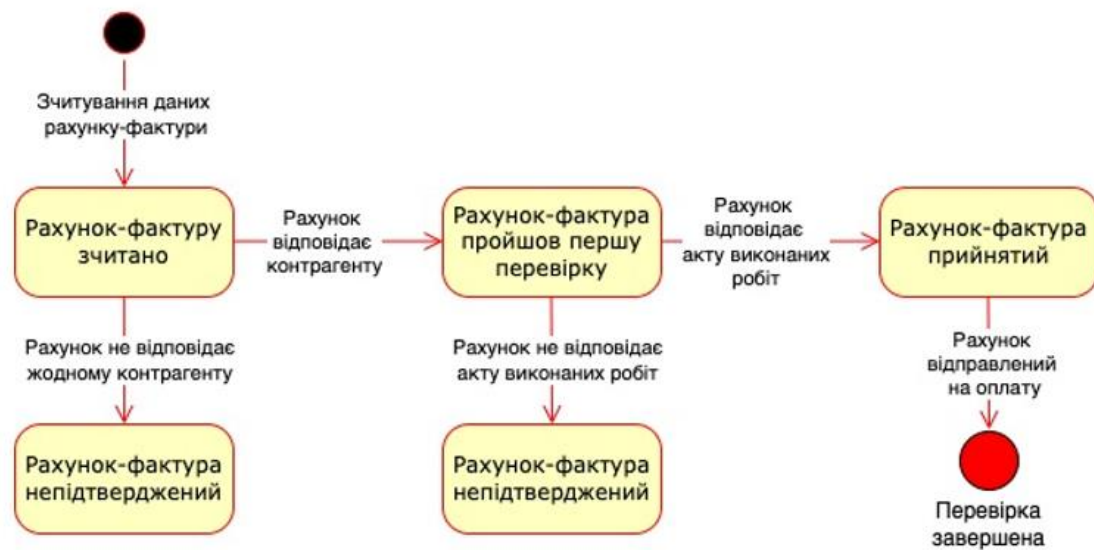 Зчитування даних
рахунку-фактури
Рахунок-фактуру
зчитано
Рахунок
відповідає
контрагенту
Рахунок-фактура
пройшов першу
перевірку
Рахунок
відповідає
акту виконаних
робіт
Рахунок-фактура
прийнятий
Рахунок не відповідає
жодному контрагенту
Рахунок не відповідає
акту виконаних робіт
Рахунок
відправлений
на оплату
Рахунок-фактура
непідтверджений
Рахунок-фактура
непідтверджений
Перевірка
завершена